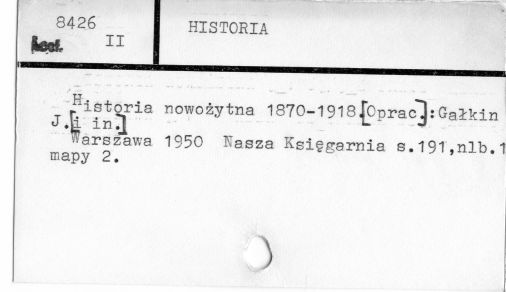 8426 HISTORIA
II
Historia nowożytna 1870-1918.[Oprac.]:Gałkin
J.[i in.]
Warszawa 1950 Nasza Księgarnia s.191,nlb.1
mapy 2.